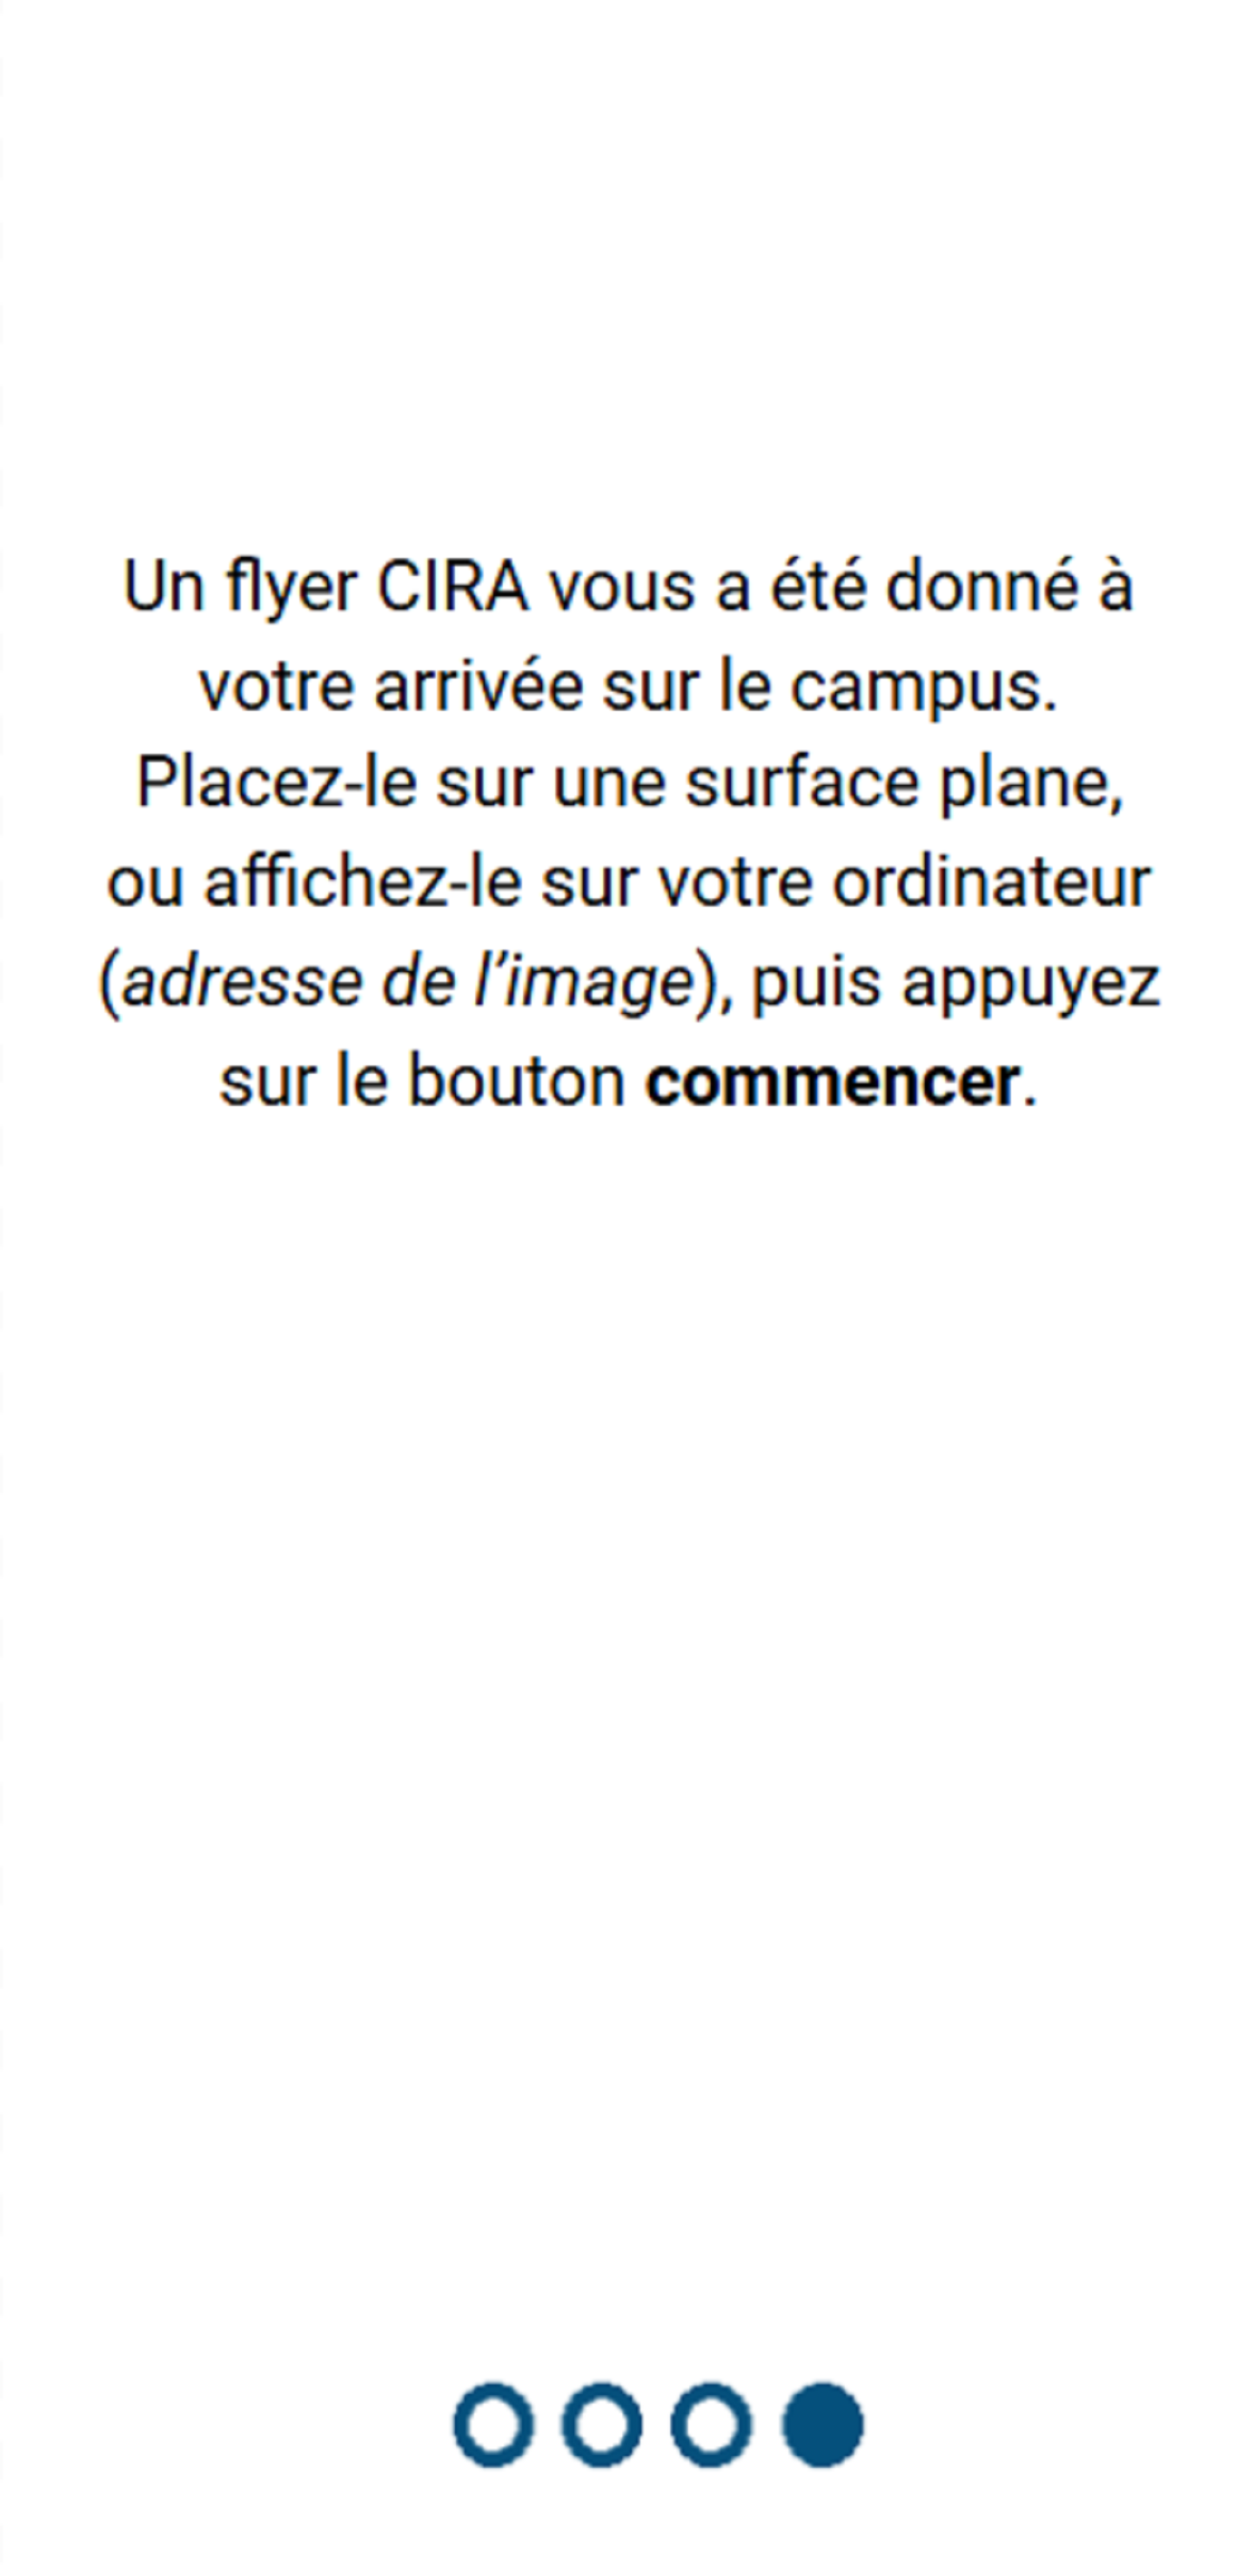 Un flyer CIRA vous a été donné à
votre arrivée sur le campus.
Placez-le sur une surface plane,
ou affichez-le sur votre ordinateur
(adresse de l’image), puis appuyez
sur le bouton commencer.